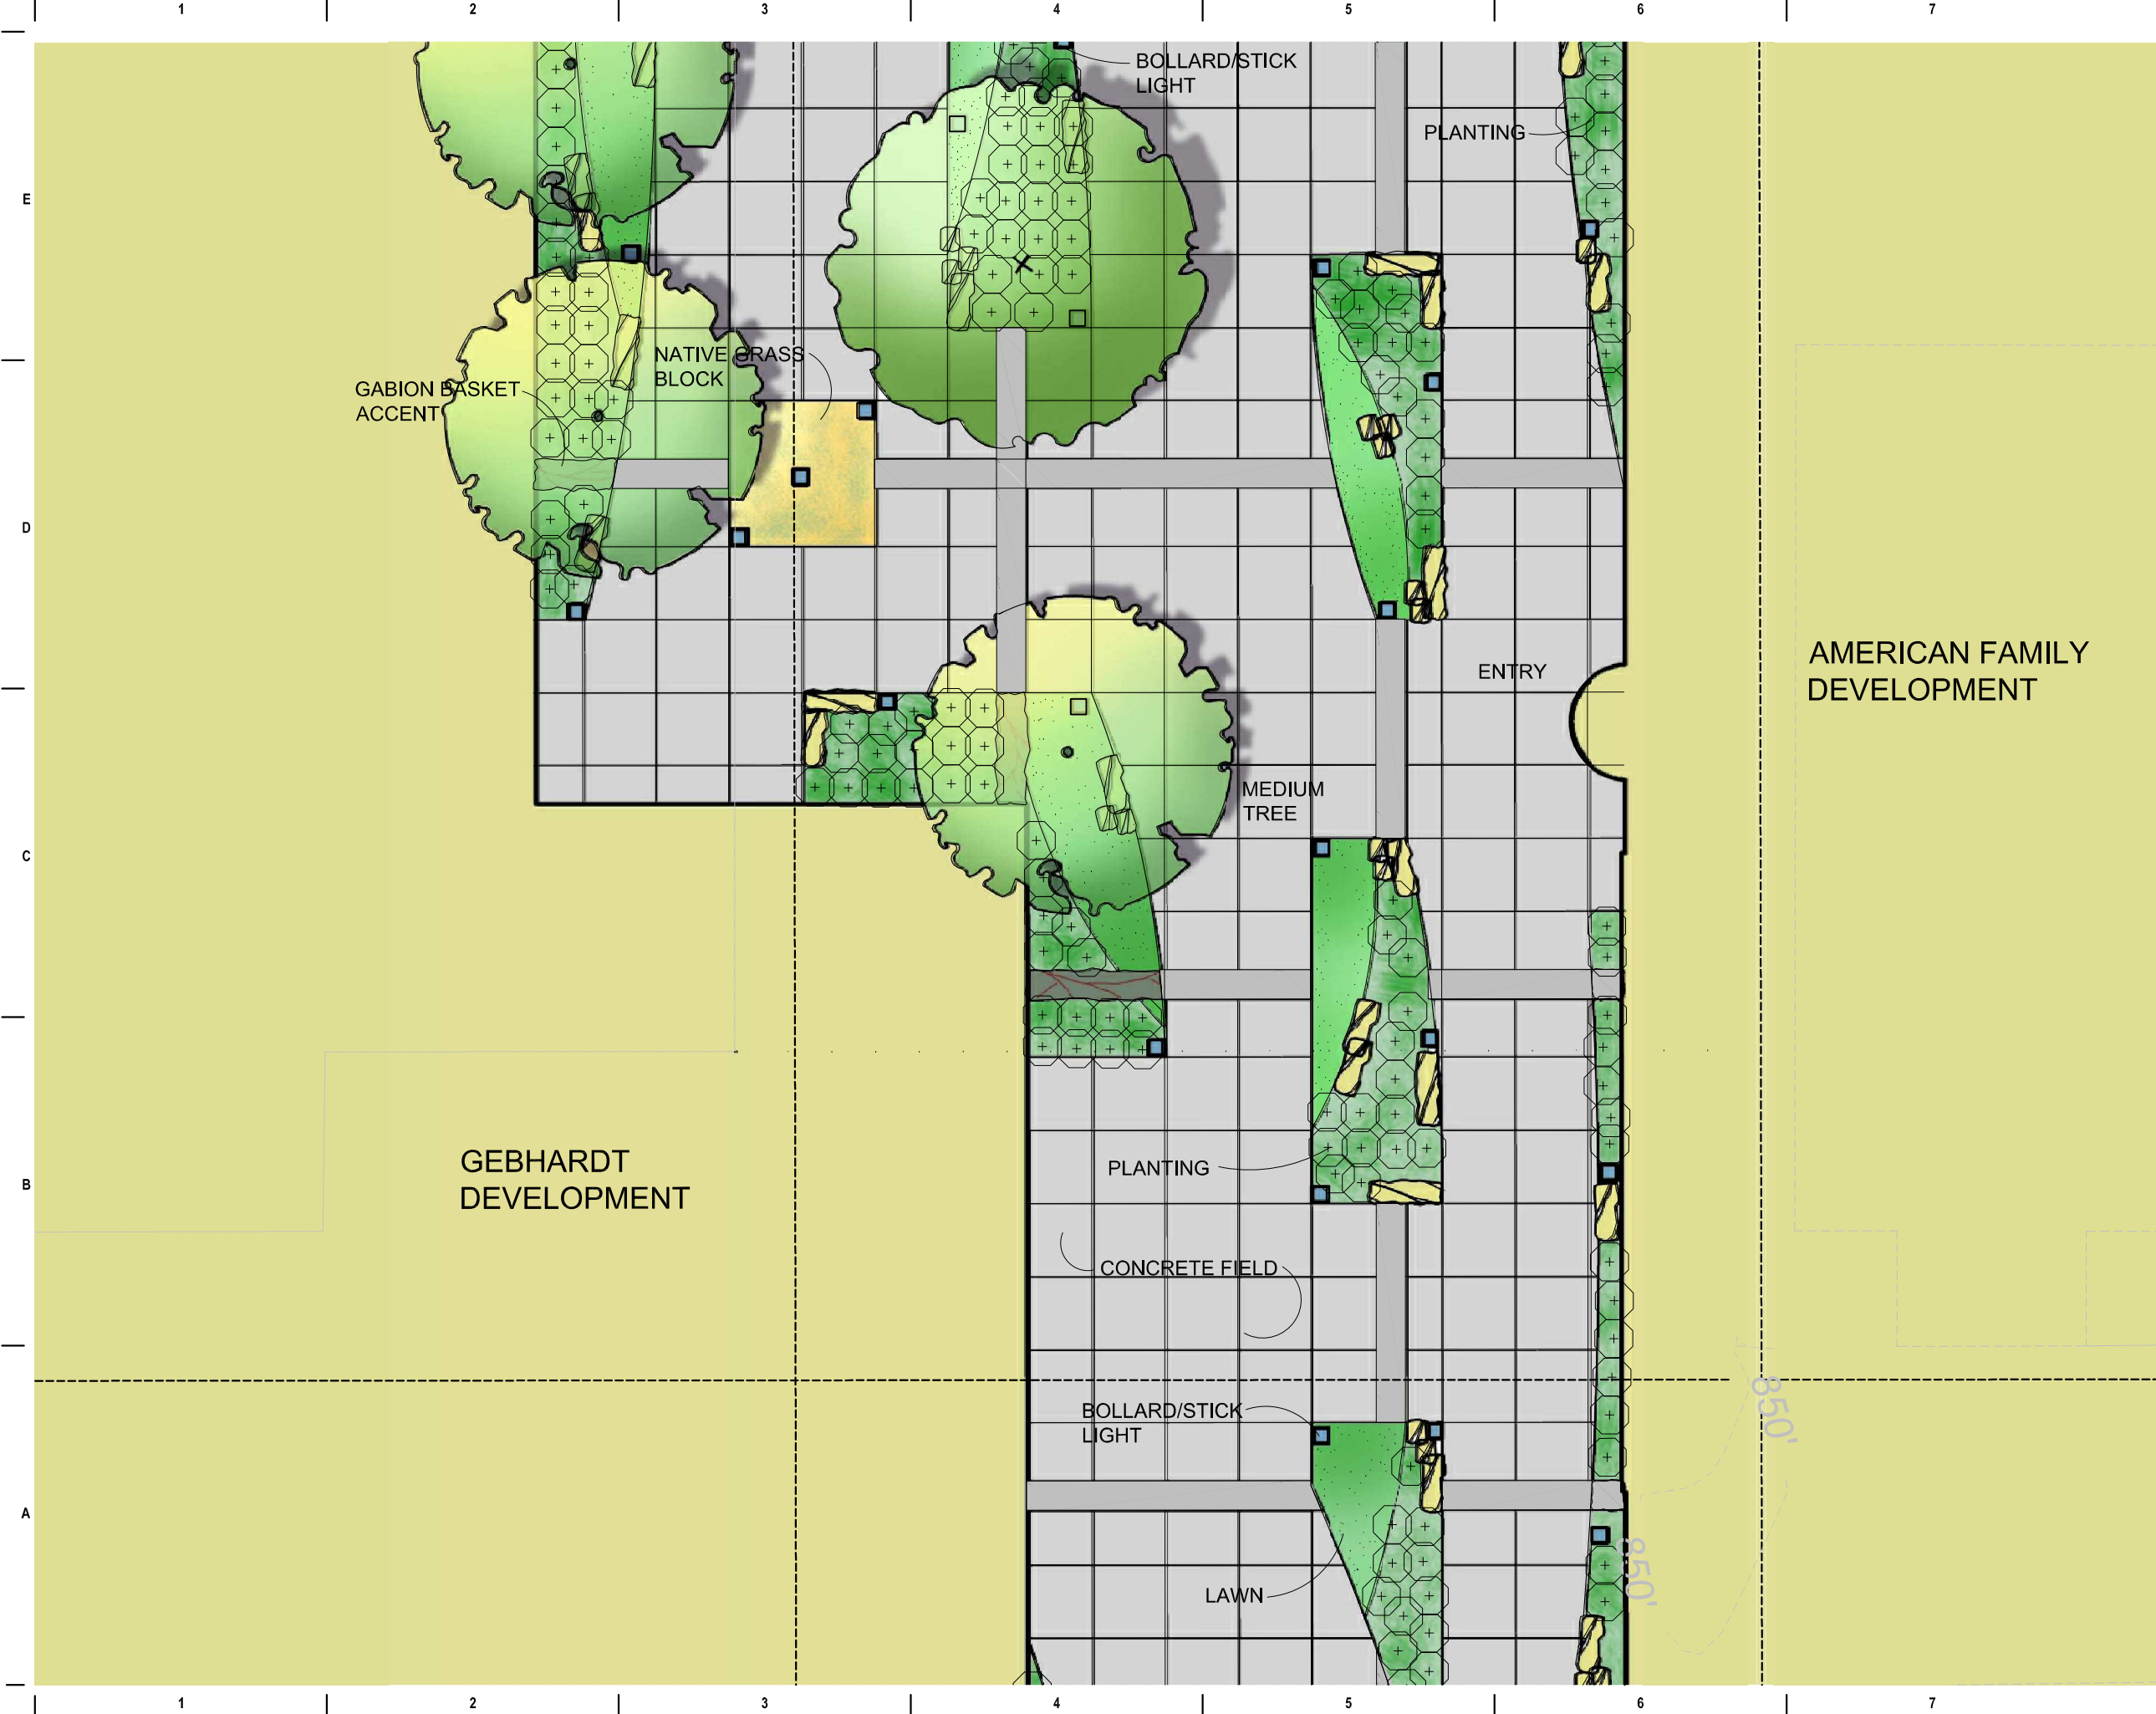 1 2 3 4 5 6 7
BOLLARD/STICK
LIGHT
PLANTING
E
NATIVE GRASS
BLOCK
GABION BASKET
ACCENT
D
AMERICAN FAMILY
DEVELOPMENT
ENTRY
MEDIUM
TREE
C
GEBHARDT
DEVELOPMENT
PLANTING
B
CONCRETE FIELD
850'
BOLLARD/STICK
LIGHT
A
850'
LAWN
1 2 3 4 5 6 7